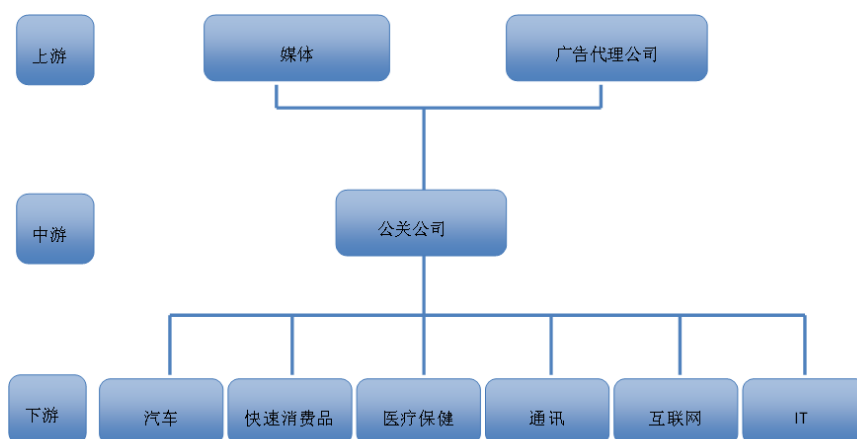 上游
媒体
广告代理公司
中游
公关公司
下游
汽车
快速消费品
医疗保健
通讯
互联网
IT